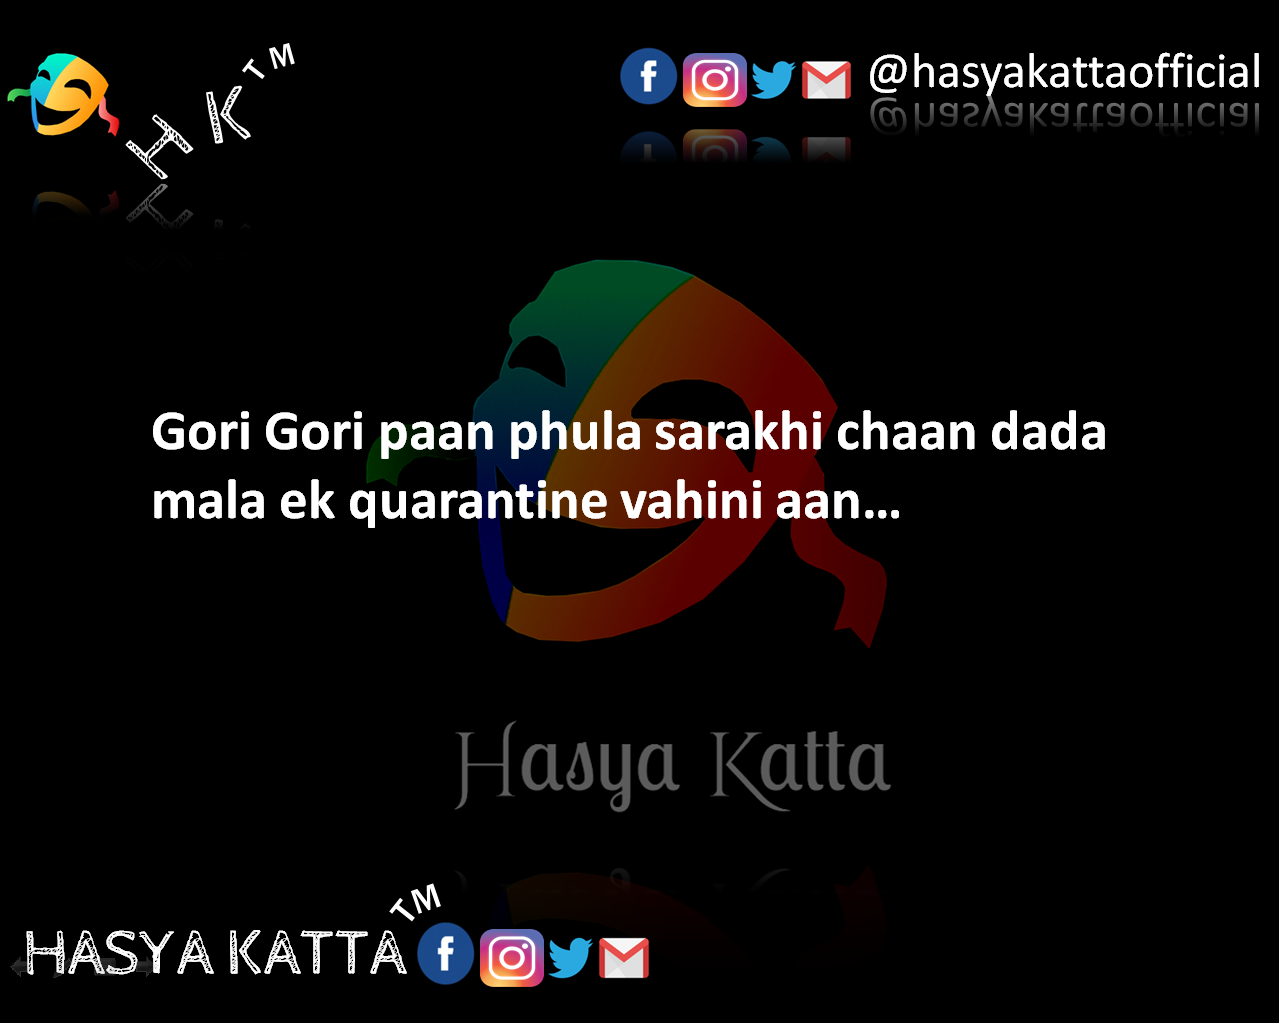 HK™
@hasyakattaofficial
Gori Gori paan phula sarakhi chaan dada
mala ek quarantine vahini aan...
Hasya Katta
HASYA KATTA™